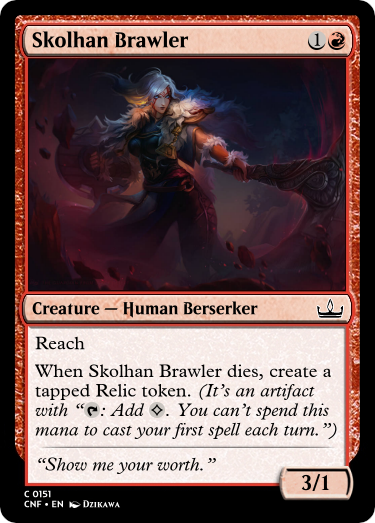 Skolhan Brawler 1
Creature — Human Berserker
Reach
When Skolhan Brawler dies, create a
tapped Relic token. (It's an artifact
with “: Add . You can't spend this
mana to cast your first spell each turn.”)
“Show me your worth.”
3/1
C 0151
CNF • EN Dzikawa